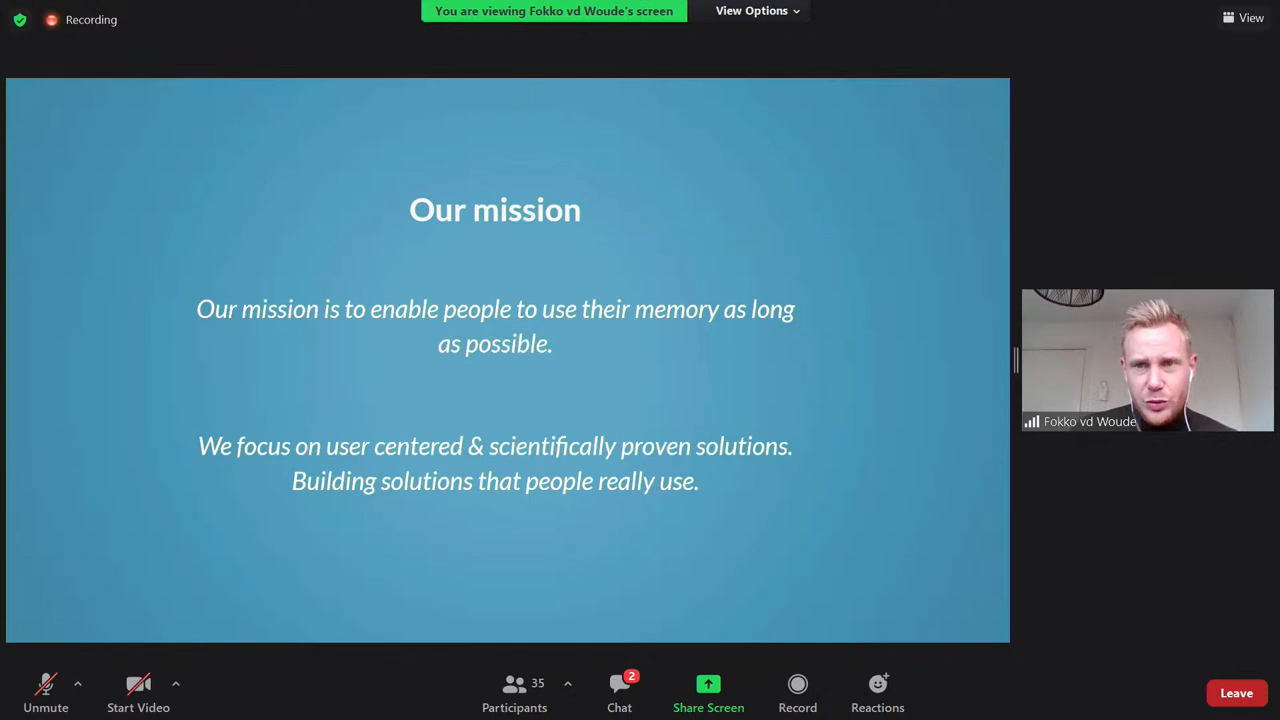 Recording
You are viewing Fokko vd Woude's screen
View Options
View
Our mission
Our mission is to enable people to use their memory as long
as possible.
We focus on user centered & scientifically proven solutions.
Building solutions that people really use.
Fokko vd Woude
Unmute
Start Video
35
Participants
2
Chat
Share Screen
Record
Reactions
Leave